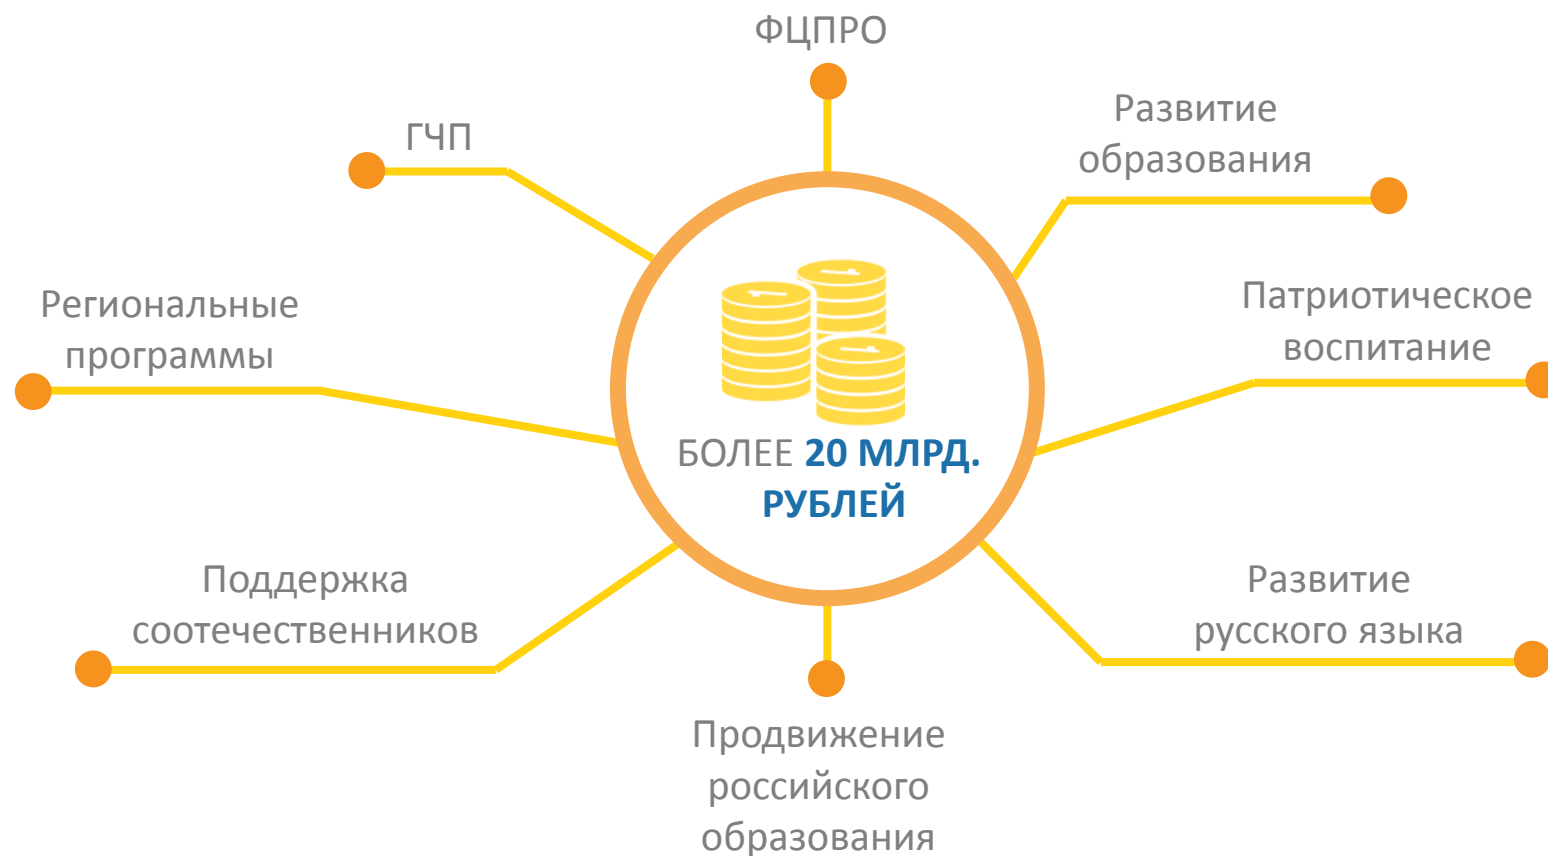 ФЦПРО
ГЧП
Развитие
образования
Региональные
программы
Патриотическое
воспитание
БОЛЕЕ 20 МЛРД.
РУБЛЕЙ
Поддержка
соотечественников
Развитие
русского языка
Продвижение
российского
образования